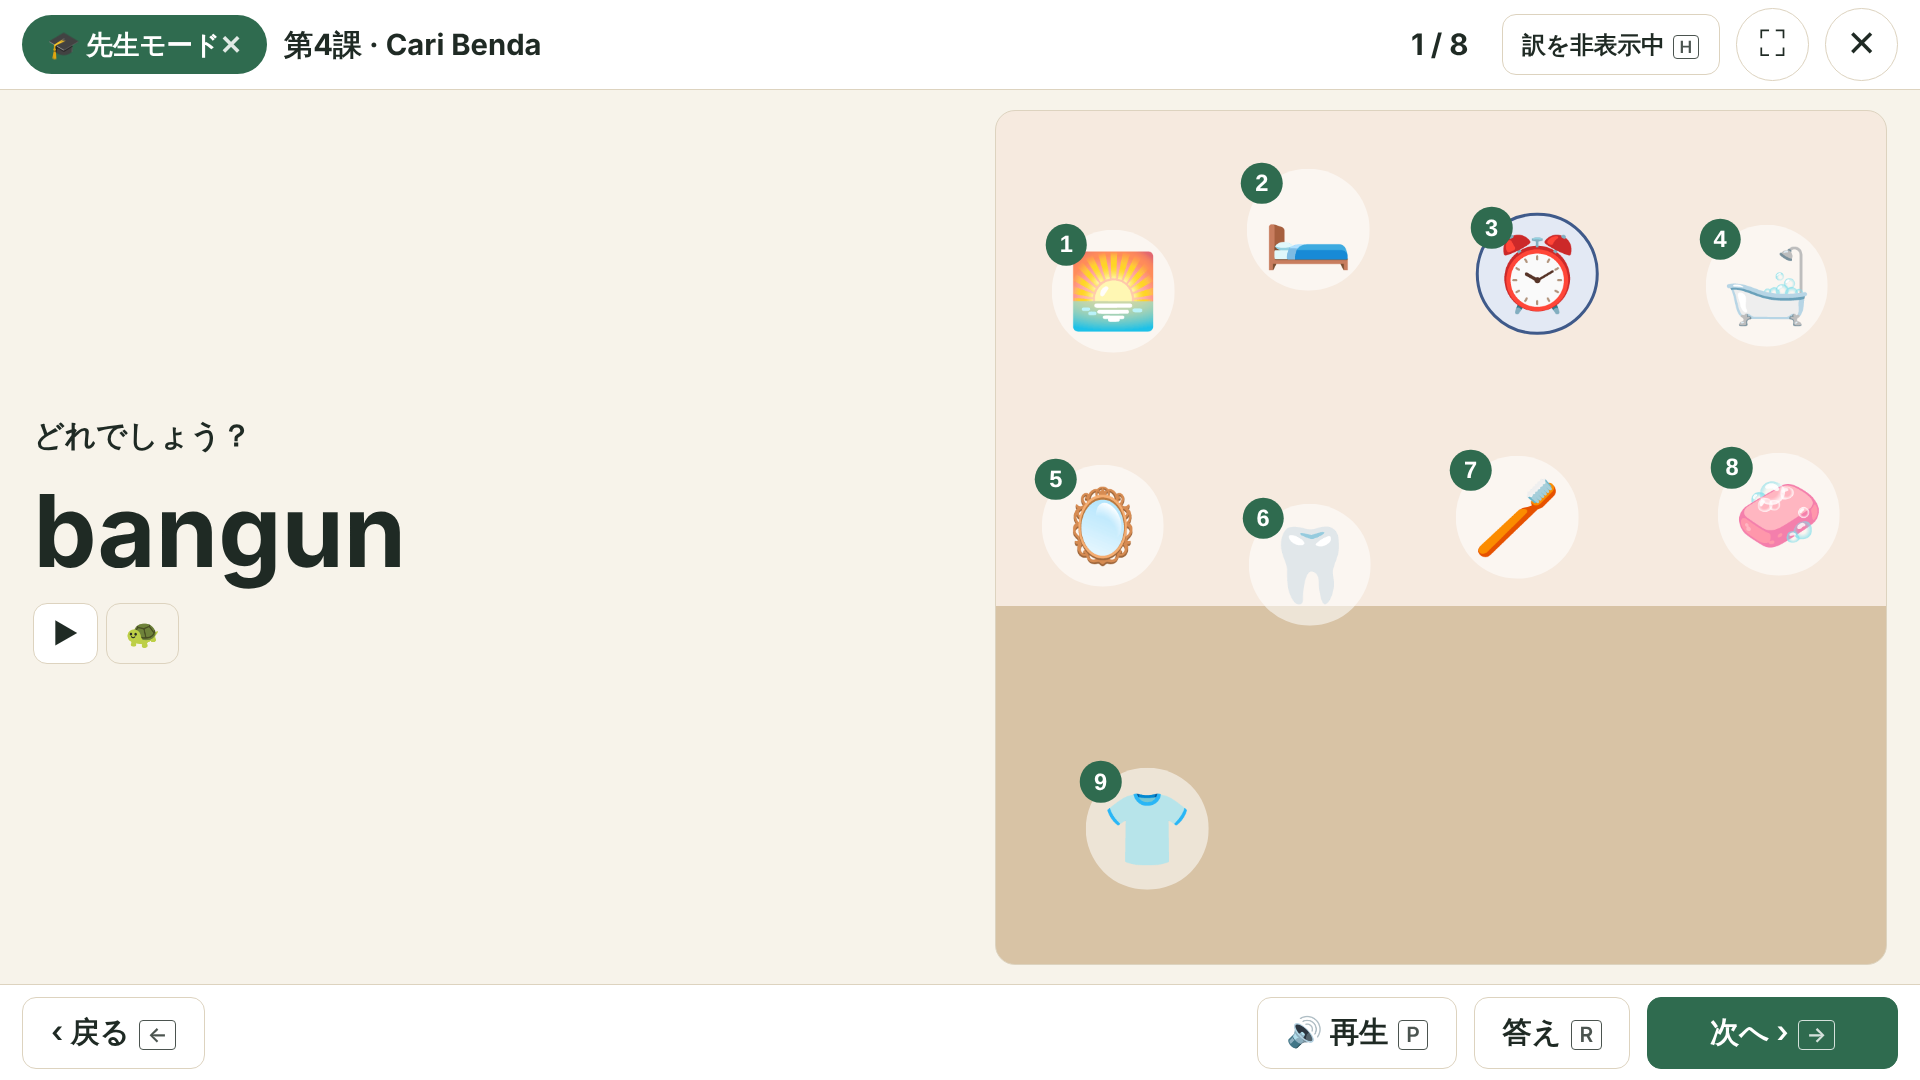 🎓 先生モード✕
第4課 · Cari Benda
1 / 8
訳を非表示中 H
✕
どれでしょう？
bangun
1
2
3
4
5
6
7
8
9
‹ 戻る ←
🔊 再生 P
答え R
次へ › →